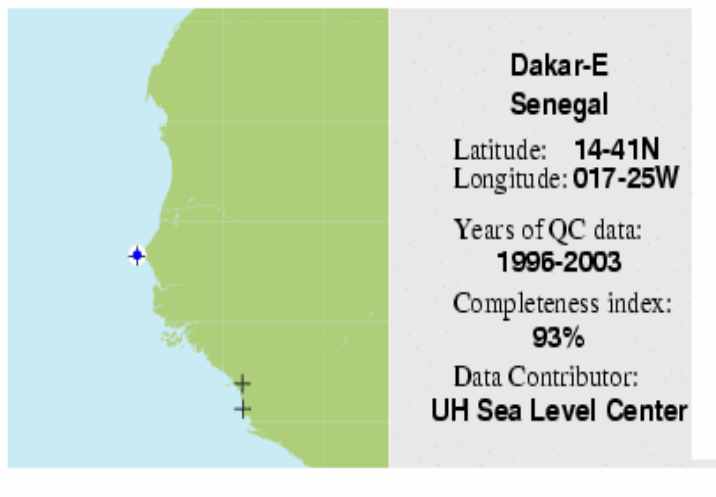 Dakar-E
Senegal
Latitude: 14-41N
Longitude: 017-25W
Years of QC data:
1996-2003
Completeness index:
93%
Data Contributor:
UH Sea Level Center